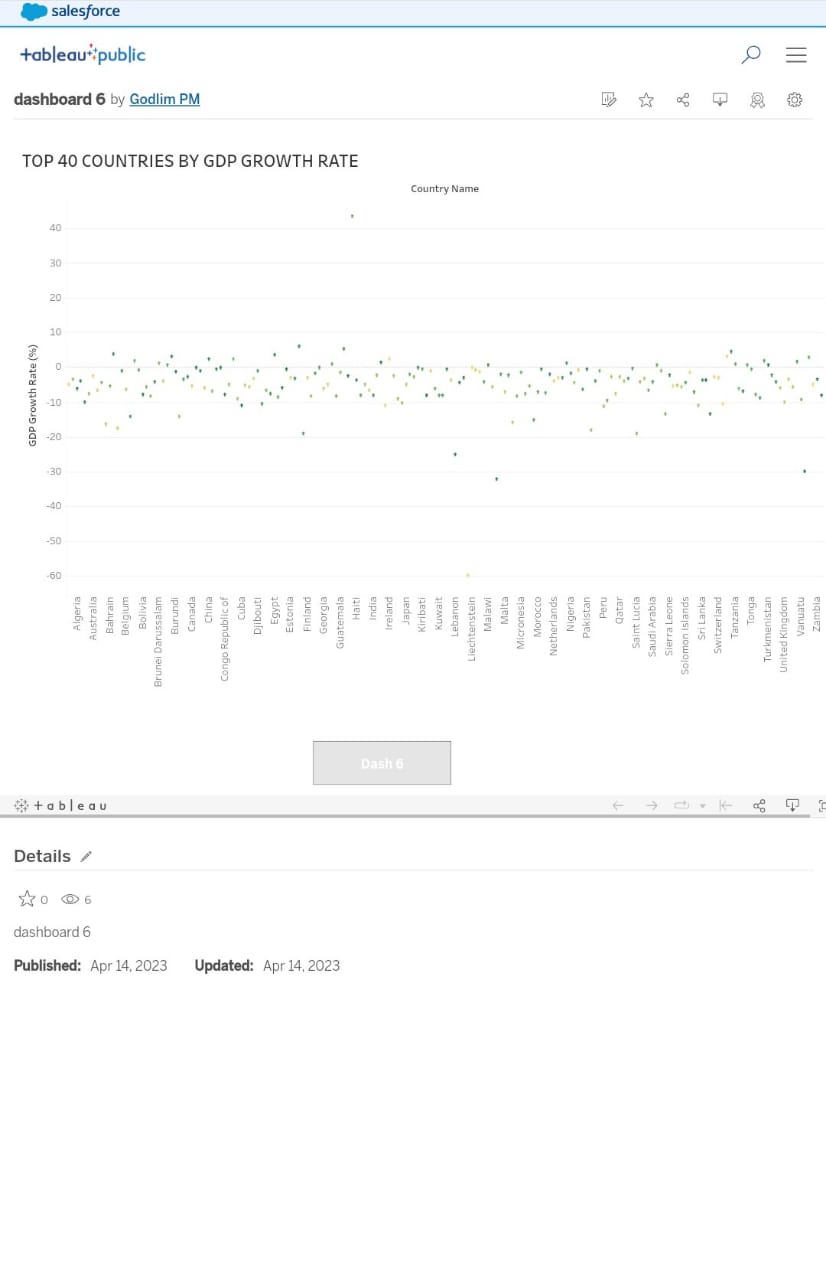 salesforce
+ableau+public
dashboard 6 by Godlim PM
TOP 40 COUNTRIES BY GDP GROWTH RATE
Country Name
GDP Growth Rate (%)
40
30
20
10
0
-10
-20
-30
-40
-50
-60
Algeria
Australia
Bahrain
Belgium
Bolivia
Brunei Darussalam
Burundi
Canada
China
Congo Republic of
Cuba
Djibouti
Egypt
Estonia
Finland
Georgia
Guatemala
Haiti
India
Ireland
Japan
Kiribati
Kuwait
Lebanon
Liechtenstein
Malawi
Malta
Micronesia
Morocco
Netherlands
Nigeria
Pakistan
Peru
Qatar
Saint Lucia
Saudi Arabia
Sierra Leone
Solomon Islands
Sri Lanka
Switzerland
Tanzania
Tonga
Turkmenistan
United Kingdom
Vanuatu
Zambia
Dash 6
+ableau
Details
0 6
dashboard 6
Published: Apr 14, 2023 Updated: Apr 14, 2023